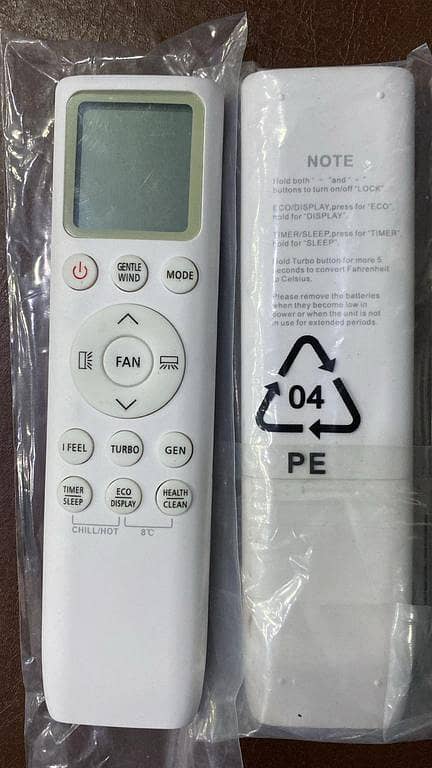 GENTLE
WIND
MODE
FAN
I FEEL
TURBO
GEN
TIMER
SLEEP
ECO
DISPLAY
HEALTH
CLEAN
CHILL/HOT
8°C
NOTE
Hold both "⌃"and "⌄"
buttons to turn on/off "LOCK".
ECO/DISPLAY,press for "ECO",
hold for "DISPLAY".
TIMER/SLEEP,press for "TIMER",
hold for "SLEEP".
Hold Turbo button for more 5
seconds to convert Fahrenheit
to Celsius.
Please remove the batteries
when they become low in
power or when the unit is not
in use for extended periods.
04
PE